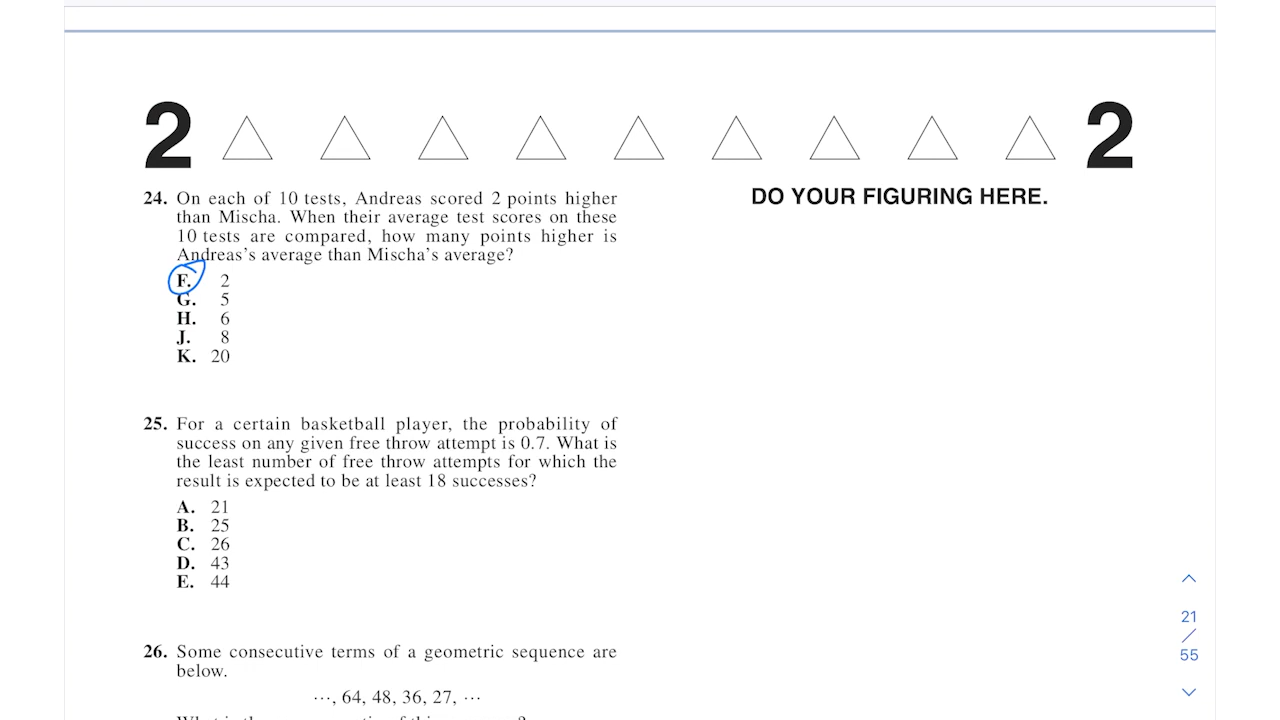 2 2
24. On each of 10 tests, Andreas scored 2 points higher
than Mischa. When their average test scores on these
10 tests are compared, how many points higher is
Andreas's average than Mischa's average?
F. 2
G. 5
H. 6
J. 8
K. 20
25. For a certain basketball player, the probability of
success on any given free throw attempt is 0.7. What is
the least number of free throw attempts for which the
result is expected to be at least 18 successes?
A. 21
B. 25
C. 26
D. 43
E. 44
26. Some consecutive terms of a geometric sequence are
below.
⋯, 64, 48, 36, 27, ⋯
DO YOUR FIGURING HERE.
21
/
55